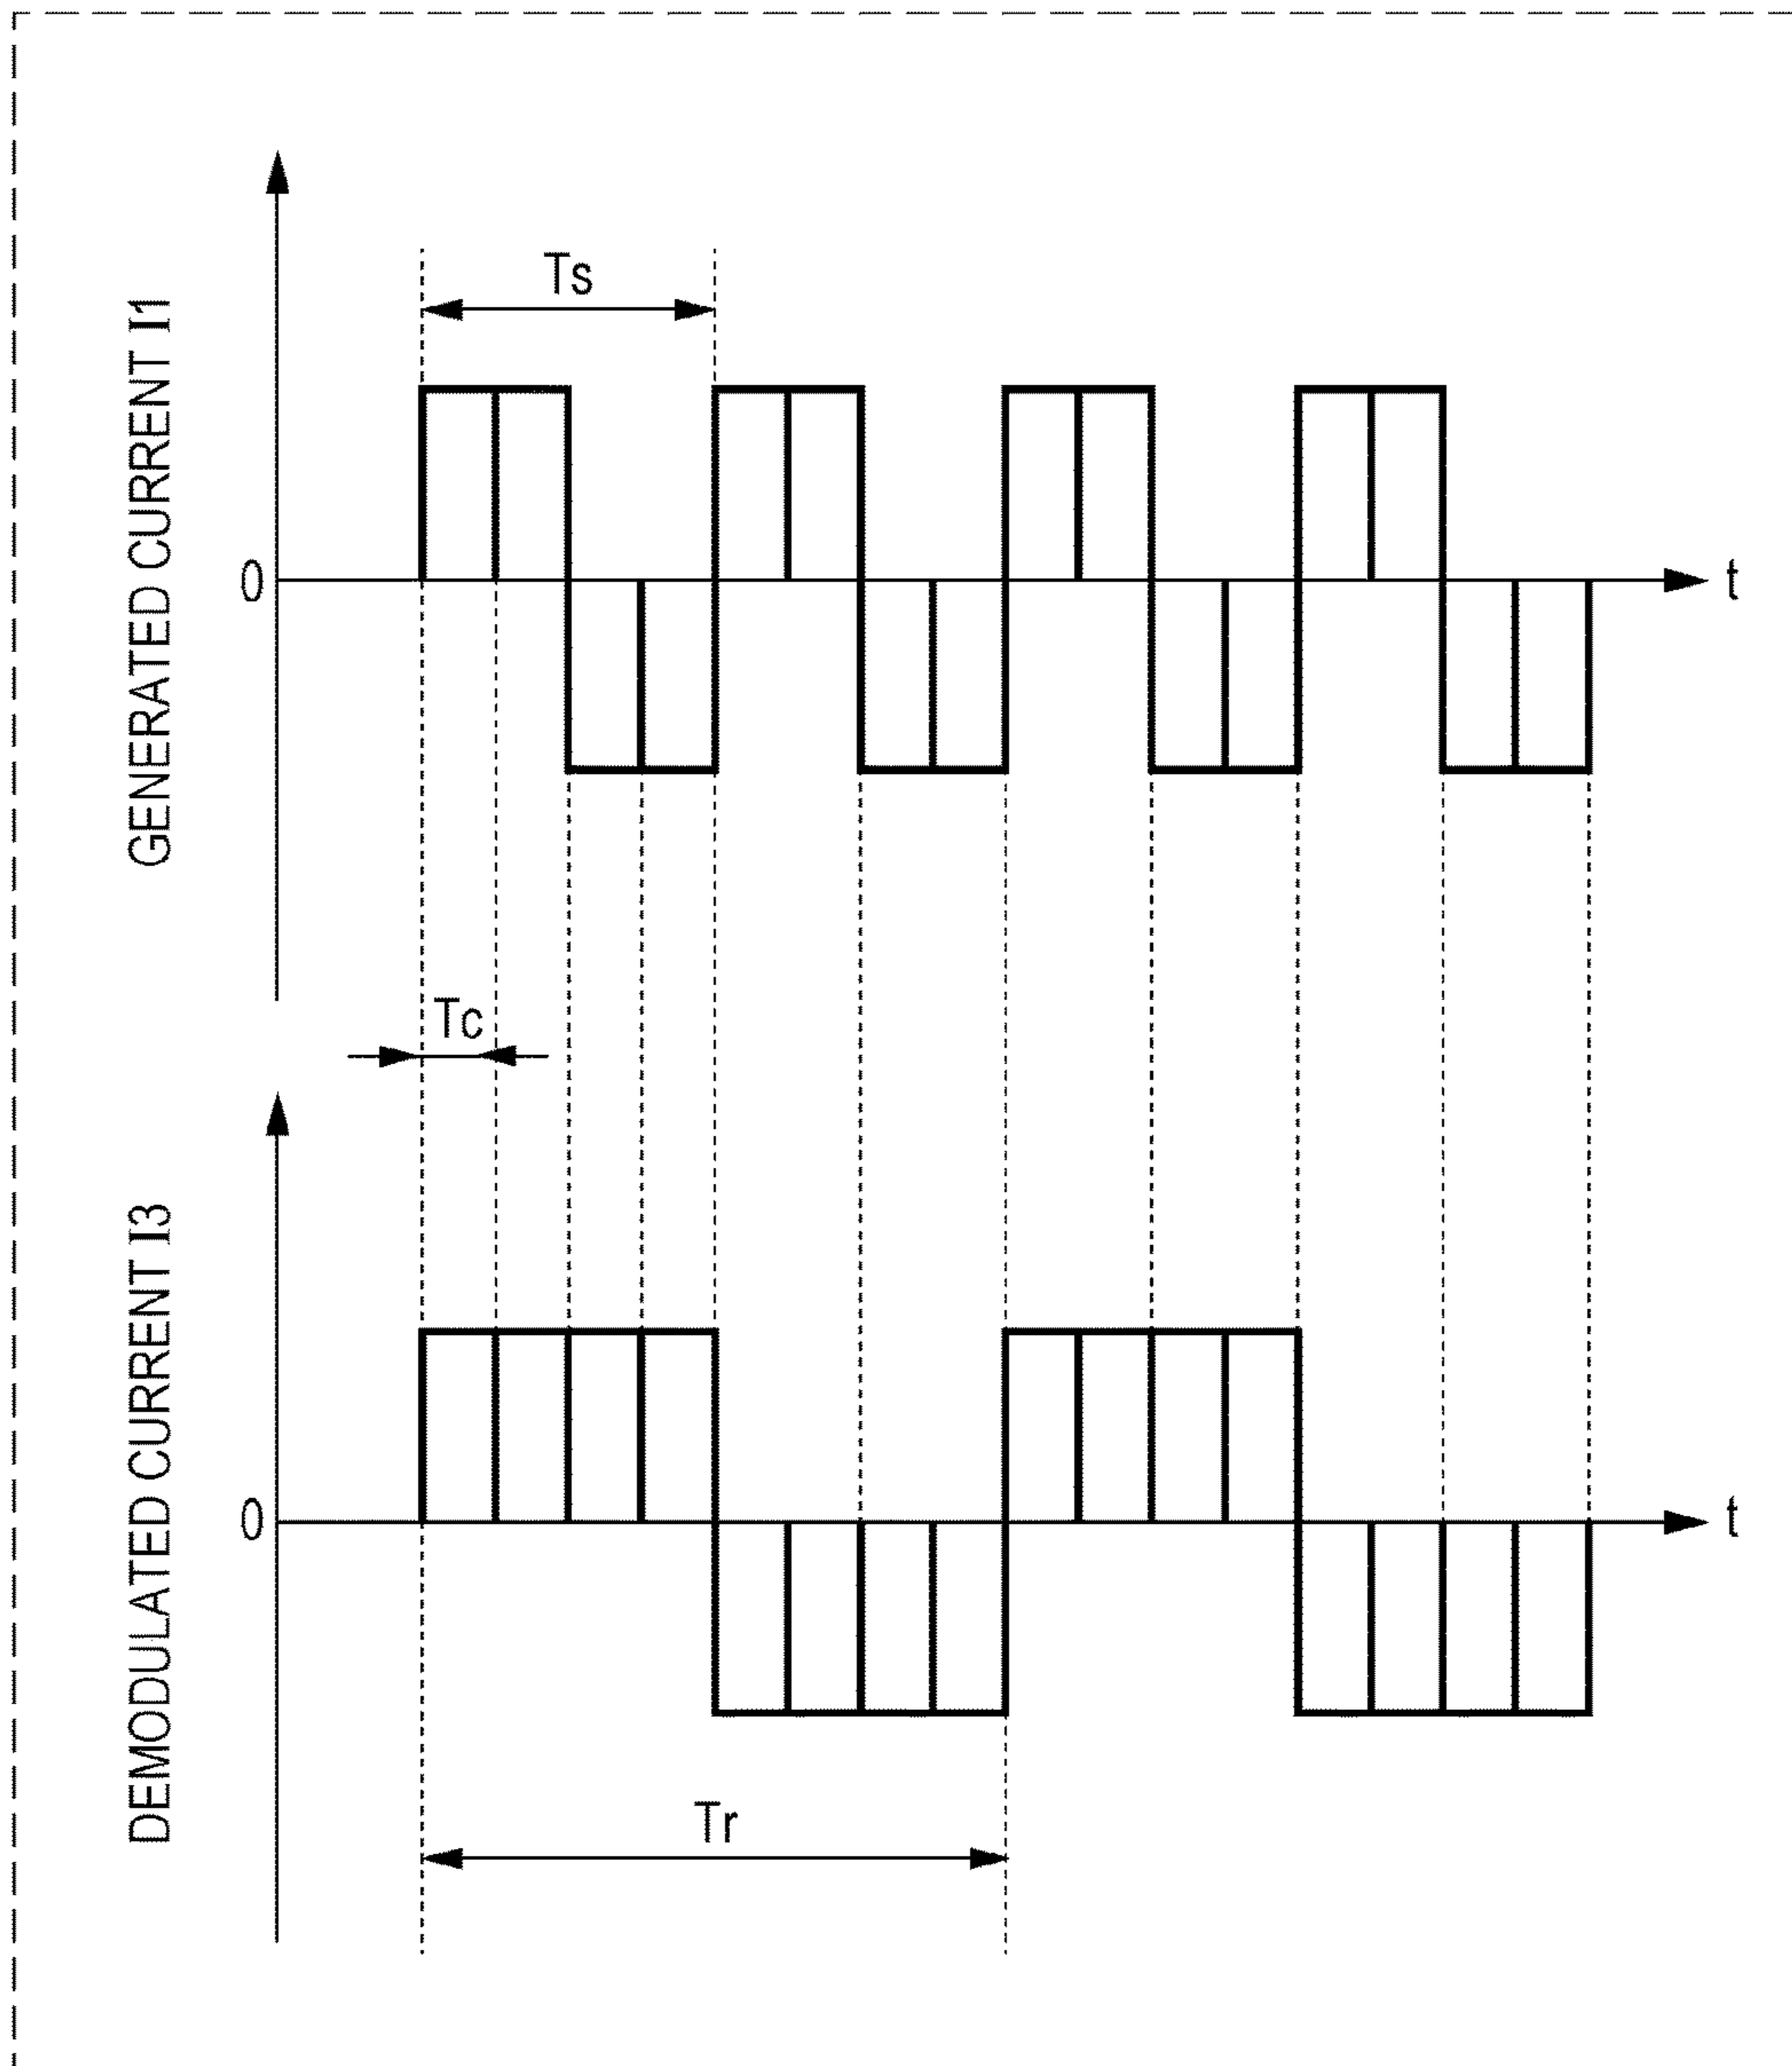 GENERATED CURRENT I1
Ts
0
t
Tc
DEMODULATED CURRENT I3
0
t
Tr